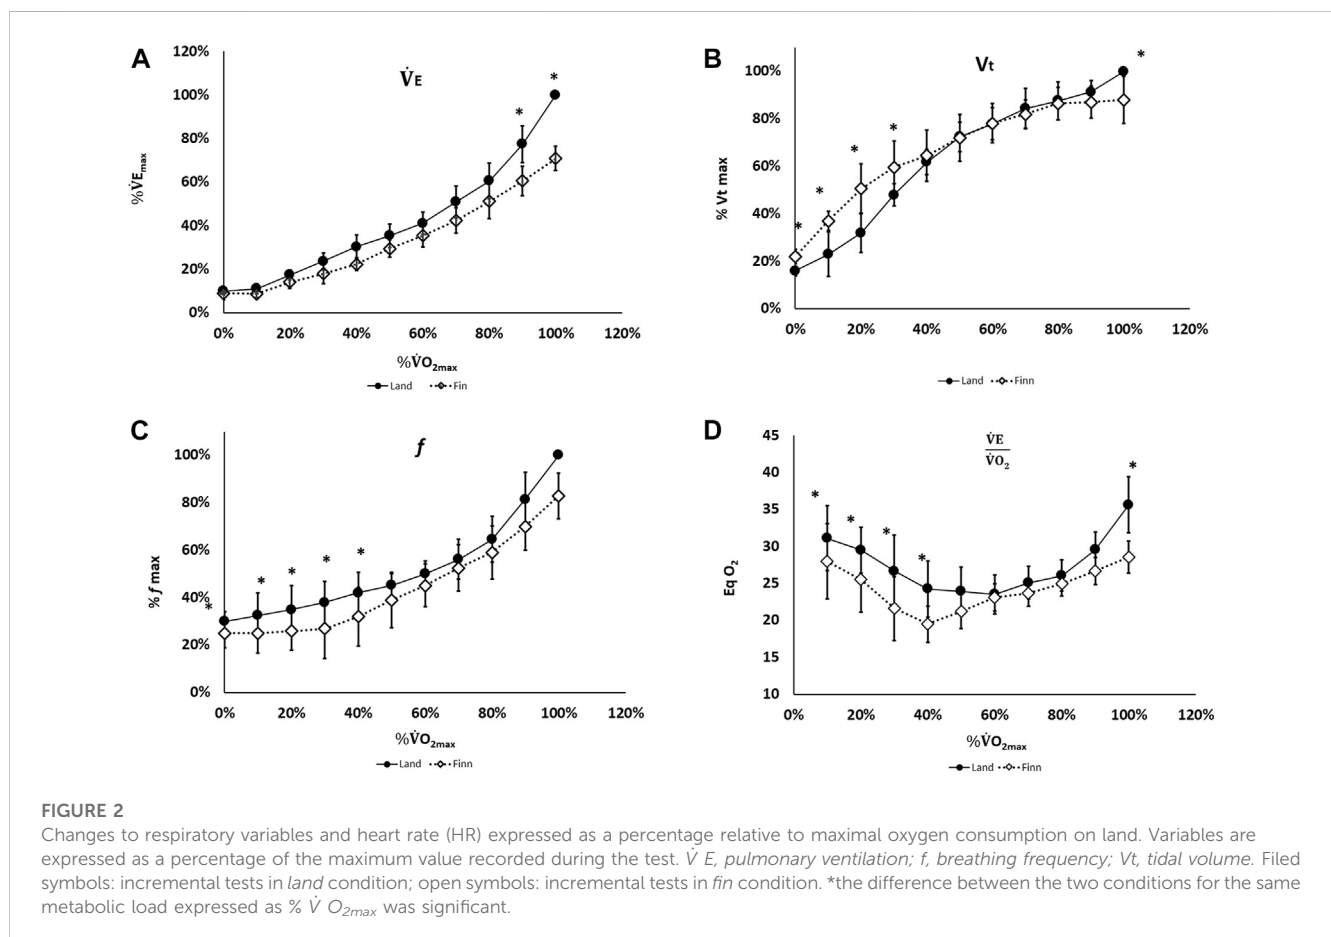 A
V̇E
120%
100%
80%
60%
40%
20%
0%
%V̇Emax
*
*
0% 20% 40% 60% 80% 100% 120%
%V̇O2max
Land Fin
B
Vt
100%
80%
60%
40%
20%
0%
% Vt max
*
*
*
*
*
0% 20% 40% 60% 80% 100% 120%
Land Finn
C
f
100%
80%
60%
40%
20%
0%
% f max
*
*
*
*
*
0% 20% 40% 60% 80% 100% 120%
%V̇O2max
Land Finn
D
V̇E
V̇O2
45
40
35
30
25
20
15
10
Eq O2
*
*
*
*
*
0% 20% 40% 60% 80% 100% 120%
%V̇O2max
Land Finn
FIGURE 2
Changes to respiratory variables and heart rate (HR) expressed as a percentage relative to maximal oxygen consumption on land. Variables are
expressed as a percentage of the maximum value recorded during the test. V̇ E, pulmonary ventilation; f, breathing frequency; Vt, tidal volume. Filed
symbols: incremental tests in land condition; open symbols: incremental tests in fin condition. *the difference between the two conditions for the same
metabolic load expressed as % V̇ O2max was significant.